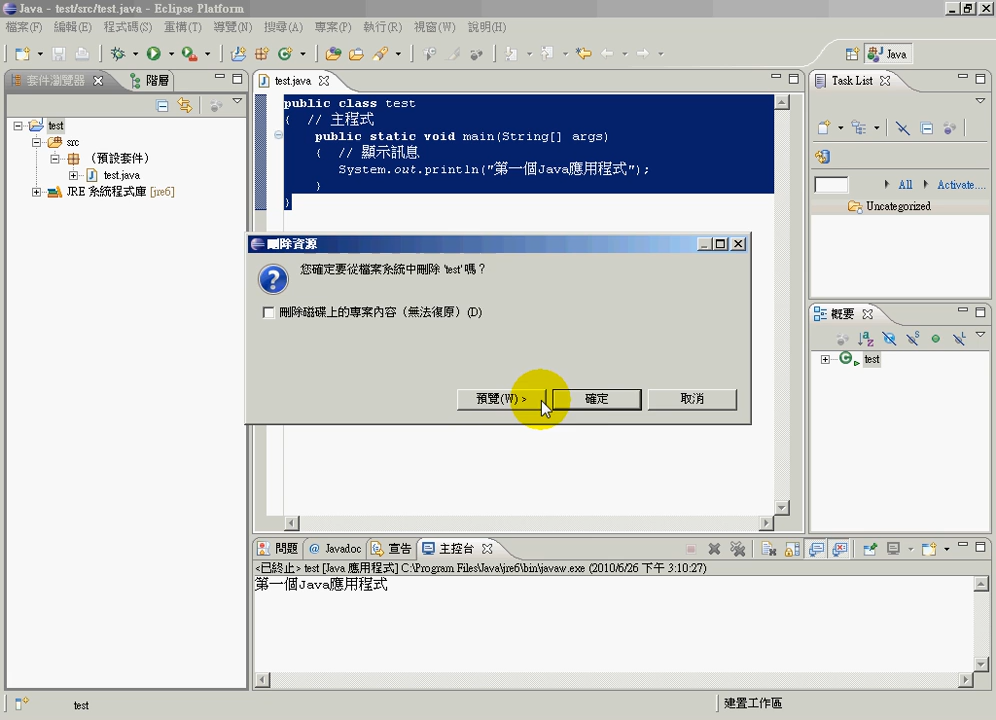 Java - test/src/test.java - Eclipse Platform
檔案(F) 編輯(E) 程式碼(S) 重構(T) 導覽(N) 搜尋(A) 專案(P) 執行(R) 視窗(W) 說明(H)
Java
套件瀏覽器 階層
test
src
(預設套件)
test.java
JRE 系統程式庫 [jre6]
test.java
public class test
{ // 主程式
public static void main(String[] args)
{ // 顯示訊息
System.out.println("第一個Java應用程式");
}
}
Task List
All Activate...
Uncategorized
概要
test
刪除資源
您確定要從檔案系統中刪除 'test' 嗎？
刪除磁碟上的專案內容（無法復原）(D)
預覽(W) > 確定 取消
問題 @ Javadoc 宣告 主控台
<已終止> test [Java 應用程式] C:\Program Files\Java\jre6\bin\javaw.exe (2010/6/26 下午 3:10:27)
第一個Java應用程式
test 建置工作區